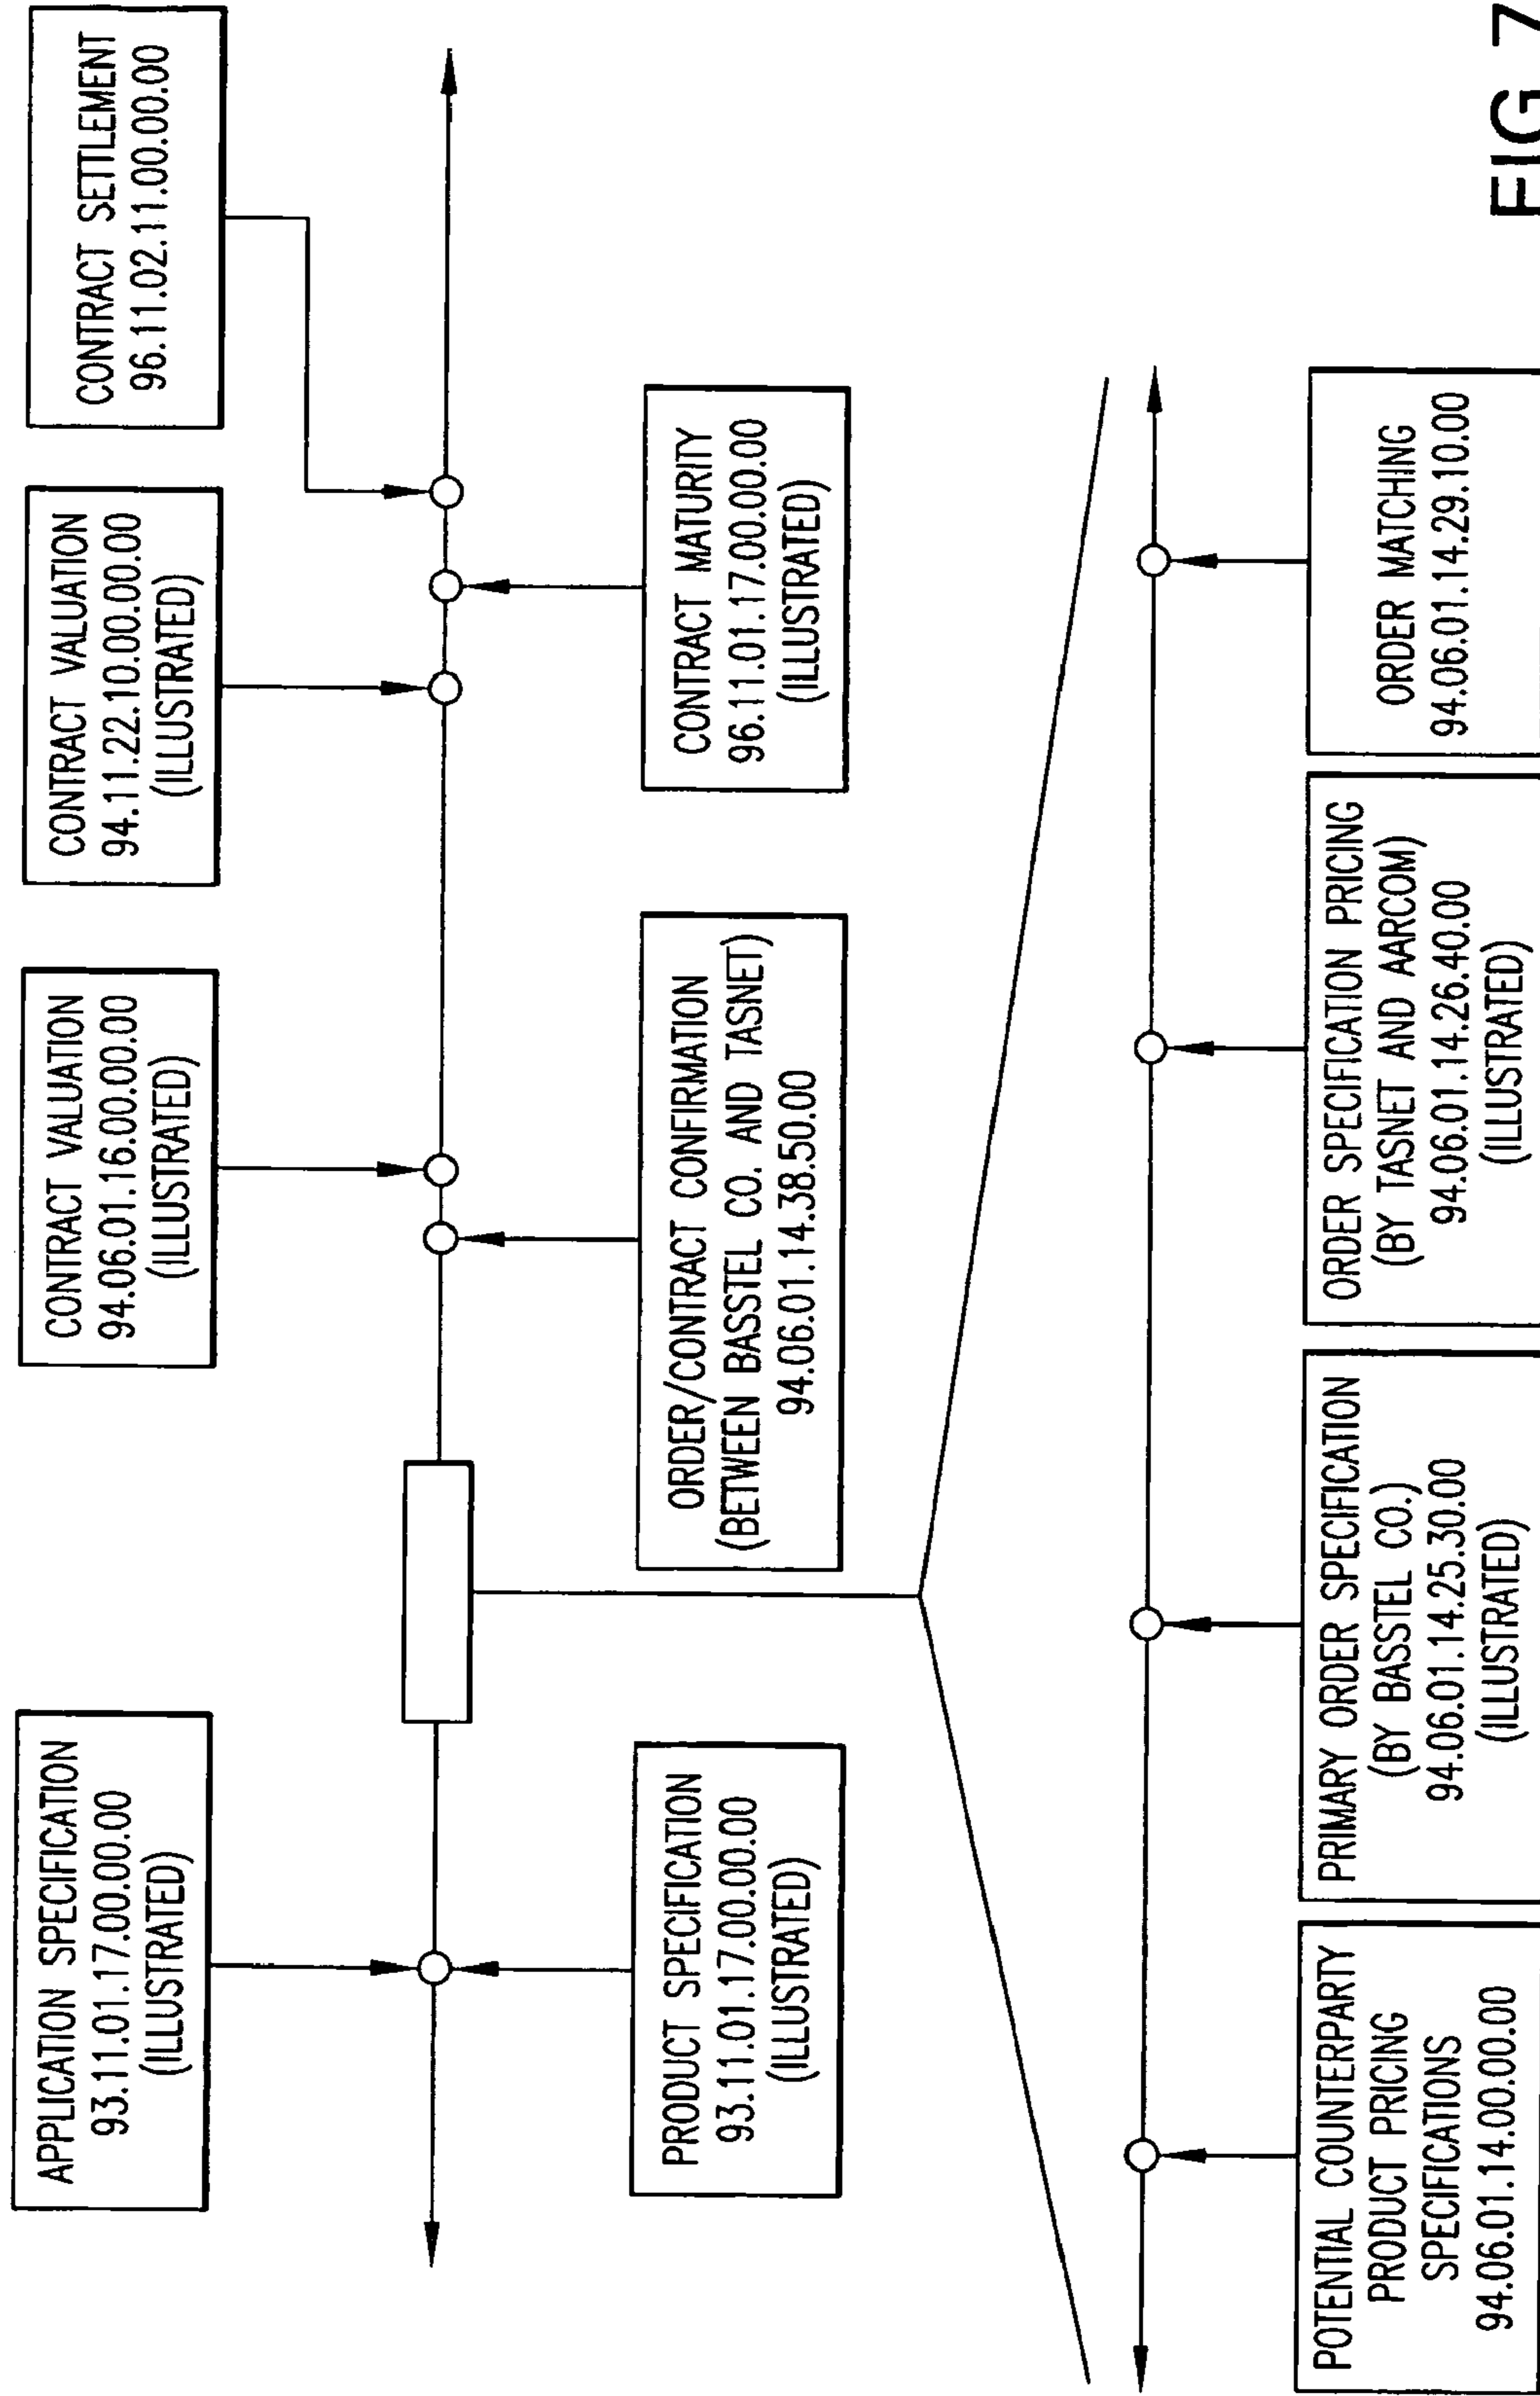 APPLICATION SPECIFICATION
93.11.01.17.00.00.00
(ILLUSTRATED)
CONTRACT VALUATION
94.06.01.16.00.00.00
(ILLUSTRATED)
CONTRACT VALUATION
94.11.22.10.00.00.00
(ILLUSTRATED)
CONTRACT SETTLEMENT
96.11.02.11.00.00.00
PRODUCT SPECIFICATION
93.11.01.17.00.00.00
(ILLUSTRATED)
ORDER/CONTRACT CONFIRMATION
(BETWEEN BASSTEL CO. AND TASNET)
94.06.01.14.38.50.00
CONTRACT MATURITY
96.11.01.17.00.00.00
(ILLUSTRATED)
POTENTIAL COUNTERPARTY
PRODUCT PRICING
SPECIFICATIONS
94.06.01.14.00.00.00
PRIMARY ORDER SPECIFICATION
(BY BASSTEL CO.)
94.06.01.14.25.30.00
(ILLUSTRATED)
ORDER SPECIFICATION PRICING
(BY TASNET AND AARCOM)
94.06.01.14.26.40.00
(ILLUSTRATED)
ORDER MATCHING
94.06.01.14.29.10.00
FIG. 7